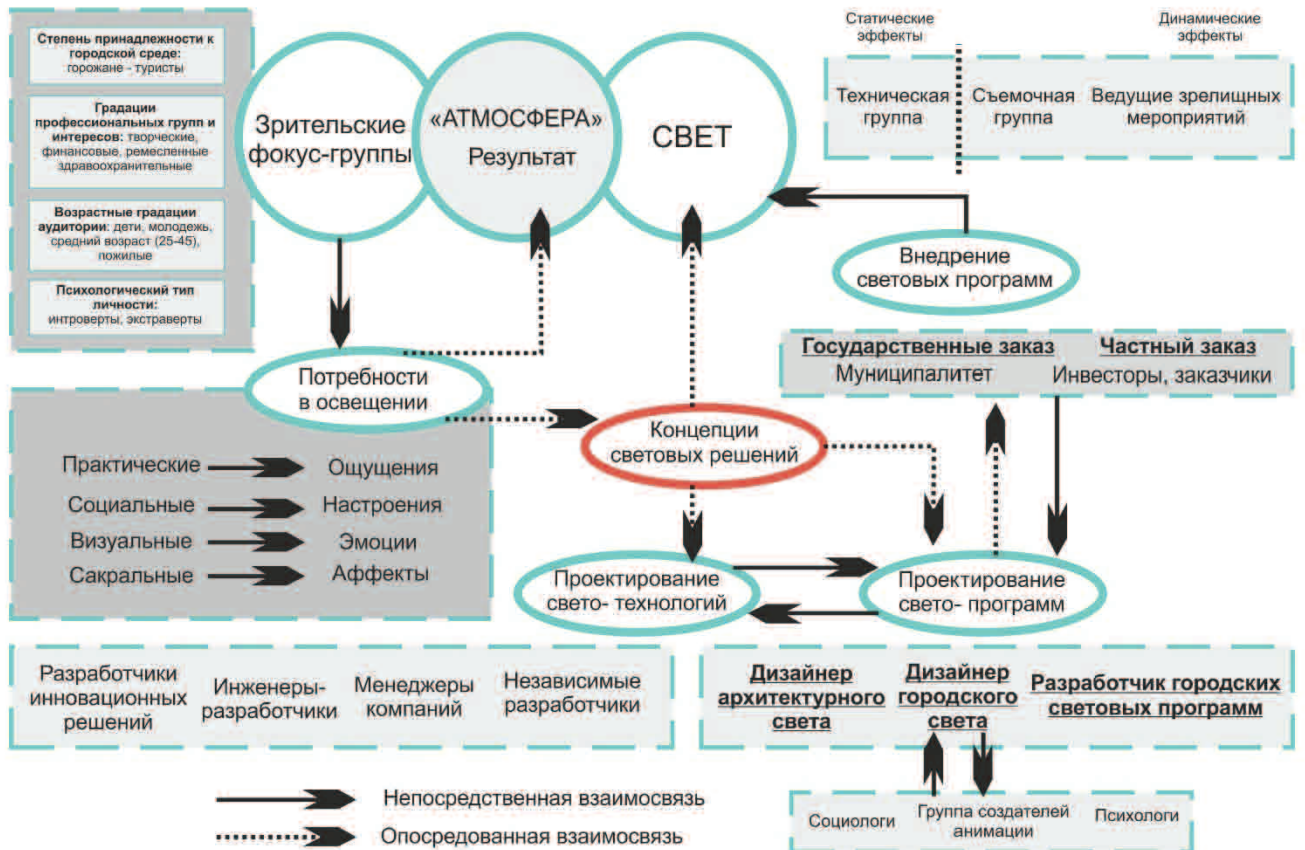 Степень принадлежности к
городской среде:
горожане - туристы
Градации
профессиональных групп и
интересов: творческие,
финансовые, ремесленные
здравоохранительные
Возрастные градации
аудитории: дети, молодежь,
средний возраст (25-45),
пожилые
Психологический тип
личности:
интроверты, экстраверты
Зрительские
фокус-группы
«АТМОСФЕРА»
Результат
СВЕТ
Статические
эффекты
Динамические
эффекты
Техническая
группа
Съемочная
группа
Ведущие зрелищных
мероприятий
Внедрение
световых программ
Государственные заказ
Муниципалитет
Частный заказ
Инвесторы, заказчики
Потребности
в освещении
Концепции
световых решений
Практические
Ощущения
Социальные
Настроения
Визуальные
Эмоции
Сакральные
Аффекты
Проектирование
свето- технологий
Проектирование
свето- программ
Разработчики
инновационных
решений
Инженеры-
разработчики
Менеджеры
компаний
Независимые
разработчики
Дизайнер
архитектурного
света
Дизайнер
городского
света
Разработчик городских
световых программ
Непосредственная взаимосвязь
Опосредованная взаимосвязь
Социологи
Группа создателей
анимации
Психологи